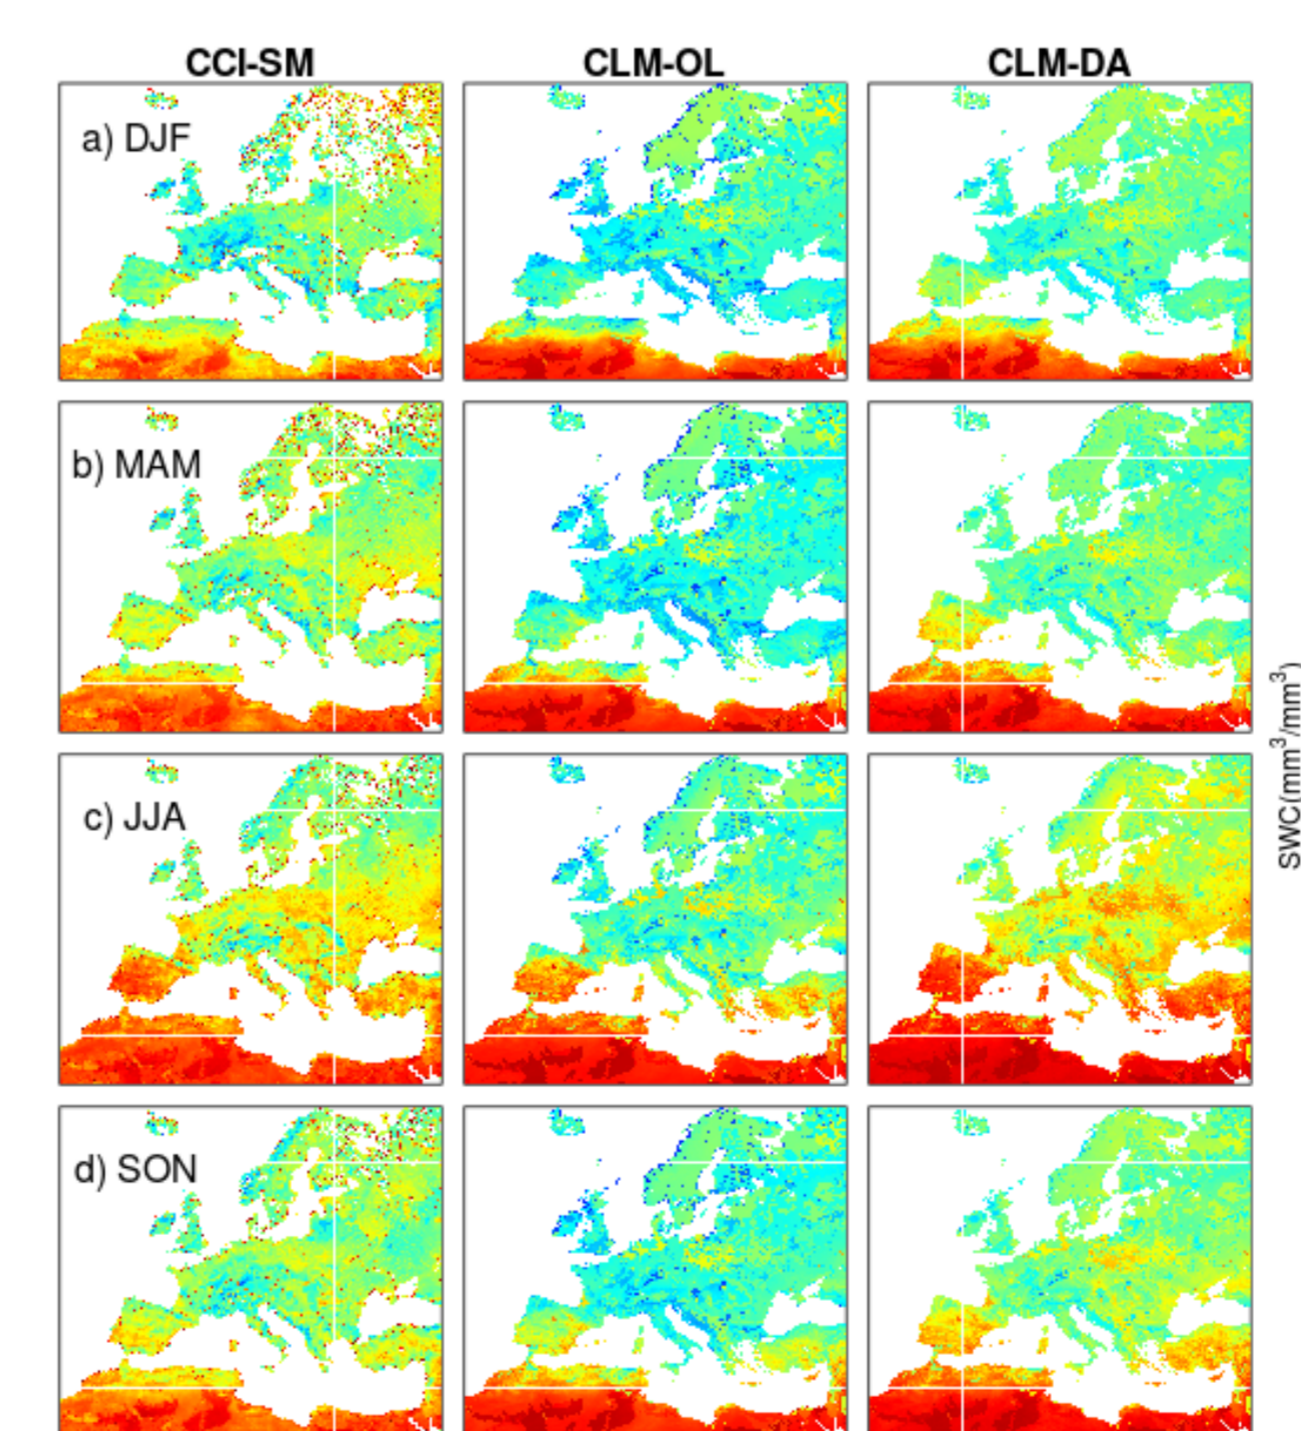 CCI-SM CLM-OL CLM-DA
a) DJF
b) MAM
SWC(mm³/mm³)
c) JJA
d) SON